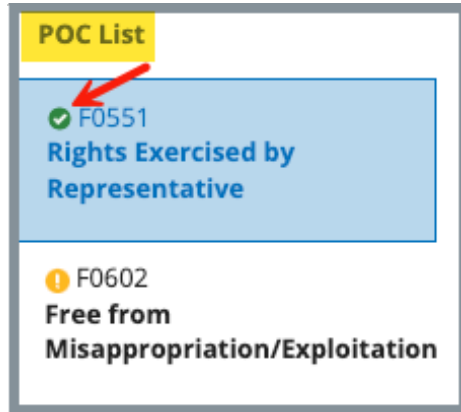 POC List
F0551
Rights Exercised by
Representative
F0602
Free from
Misappropriation/Exploitation